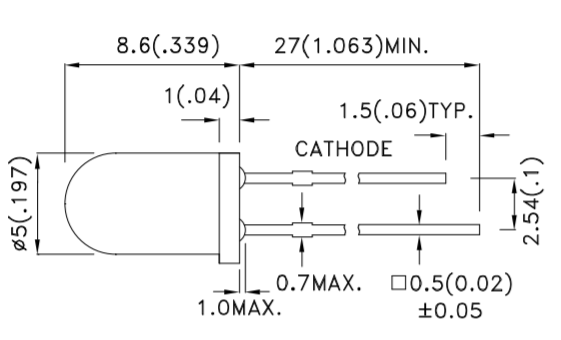 8.6(.339)
27(1.063)MIN.
1(.04)
1.5(.06)TYP.
CATHODE
ø5(.197)
2.54(.1)
0.7MAX.
□0.5(0.02)
±0.05
1.0MAX.